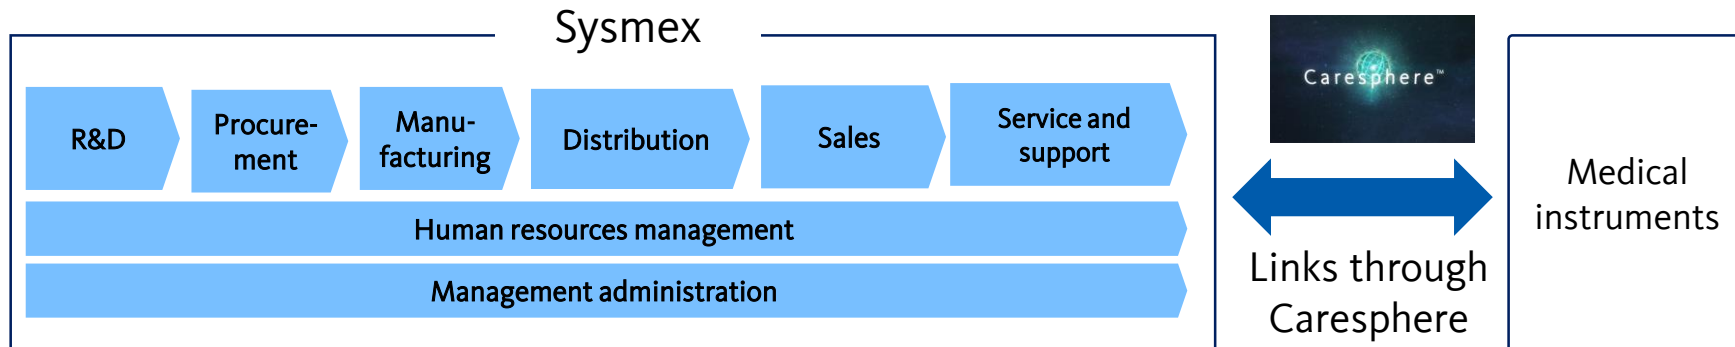 Sysmex
R&D
Procure-
ment
Manu-
facturing
Distribution
Sales
Service and
support
Human resources management
Management administration
Caresphere™
Links through
Caresphere
Medical
instruments